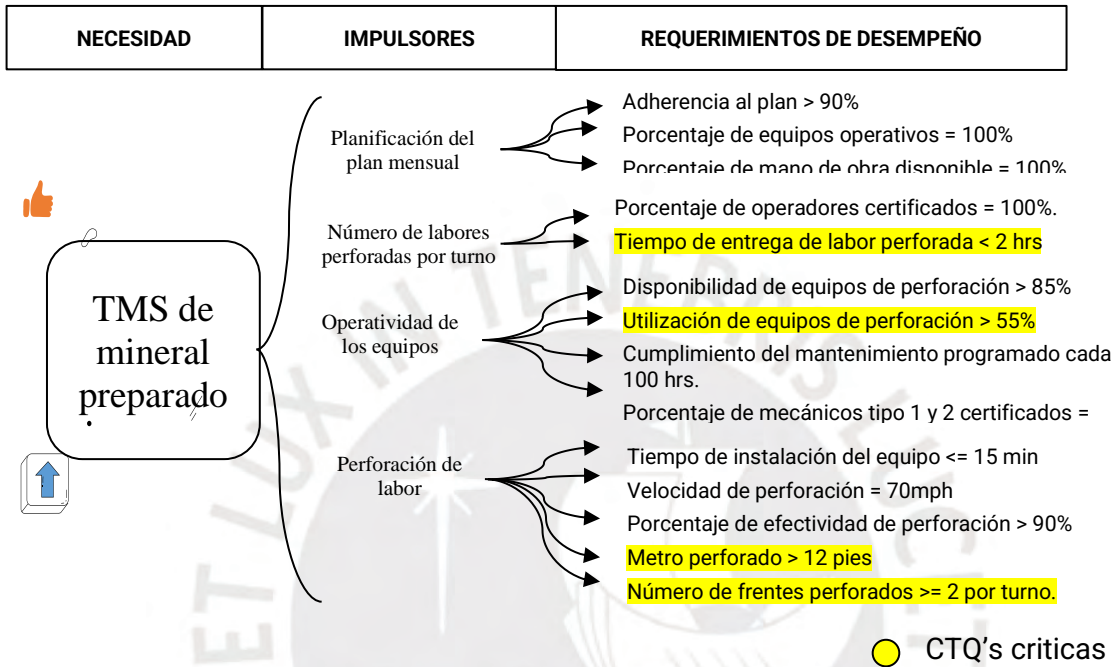 NECESIDAD
IMPULSORES
REQUERIMIENTOS DE DESEMPEÑO
TMS de
mineral
preparado
Planificación del
plan mensual
Adherencia al plan > 90%
Porcentaje de equipos operativos = 100%
Porcentaje de mano de obra disponible = 100%
Número de labores
perforadas por turno
Porcentaje de operadores certificados = 100%.
Tiempo de entrega de labor perforada < 2 hrs
Operatividad de
los equipos
Disponibilidad de equipos de perforación > 85%
Utilización de equipos de perforación > 55%
Cumplimiento del mantenimiento programado cada
100 hrs.
Porcentaje de mecánicos tipo 1 y 2 certificados =
Perforación de
labor
Tiempo de instalación del equipo <= 15 min
Velocidad de perforación = 70mph
Porcentaje de efectividad de perforación > 90%
Metro perforado > 12 pies
Número de frentes perforados >= 2 por turno.
CTQ's criticas
ET LUX IN TENEBRIS LUCET